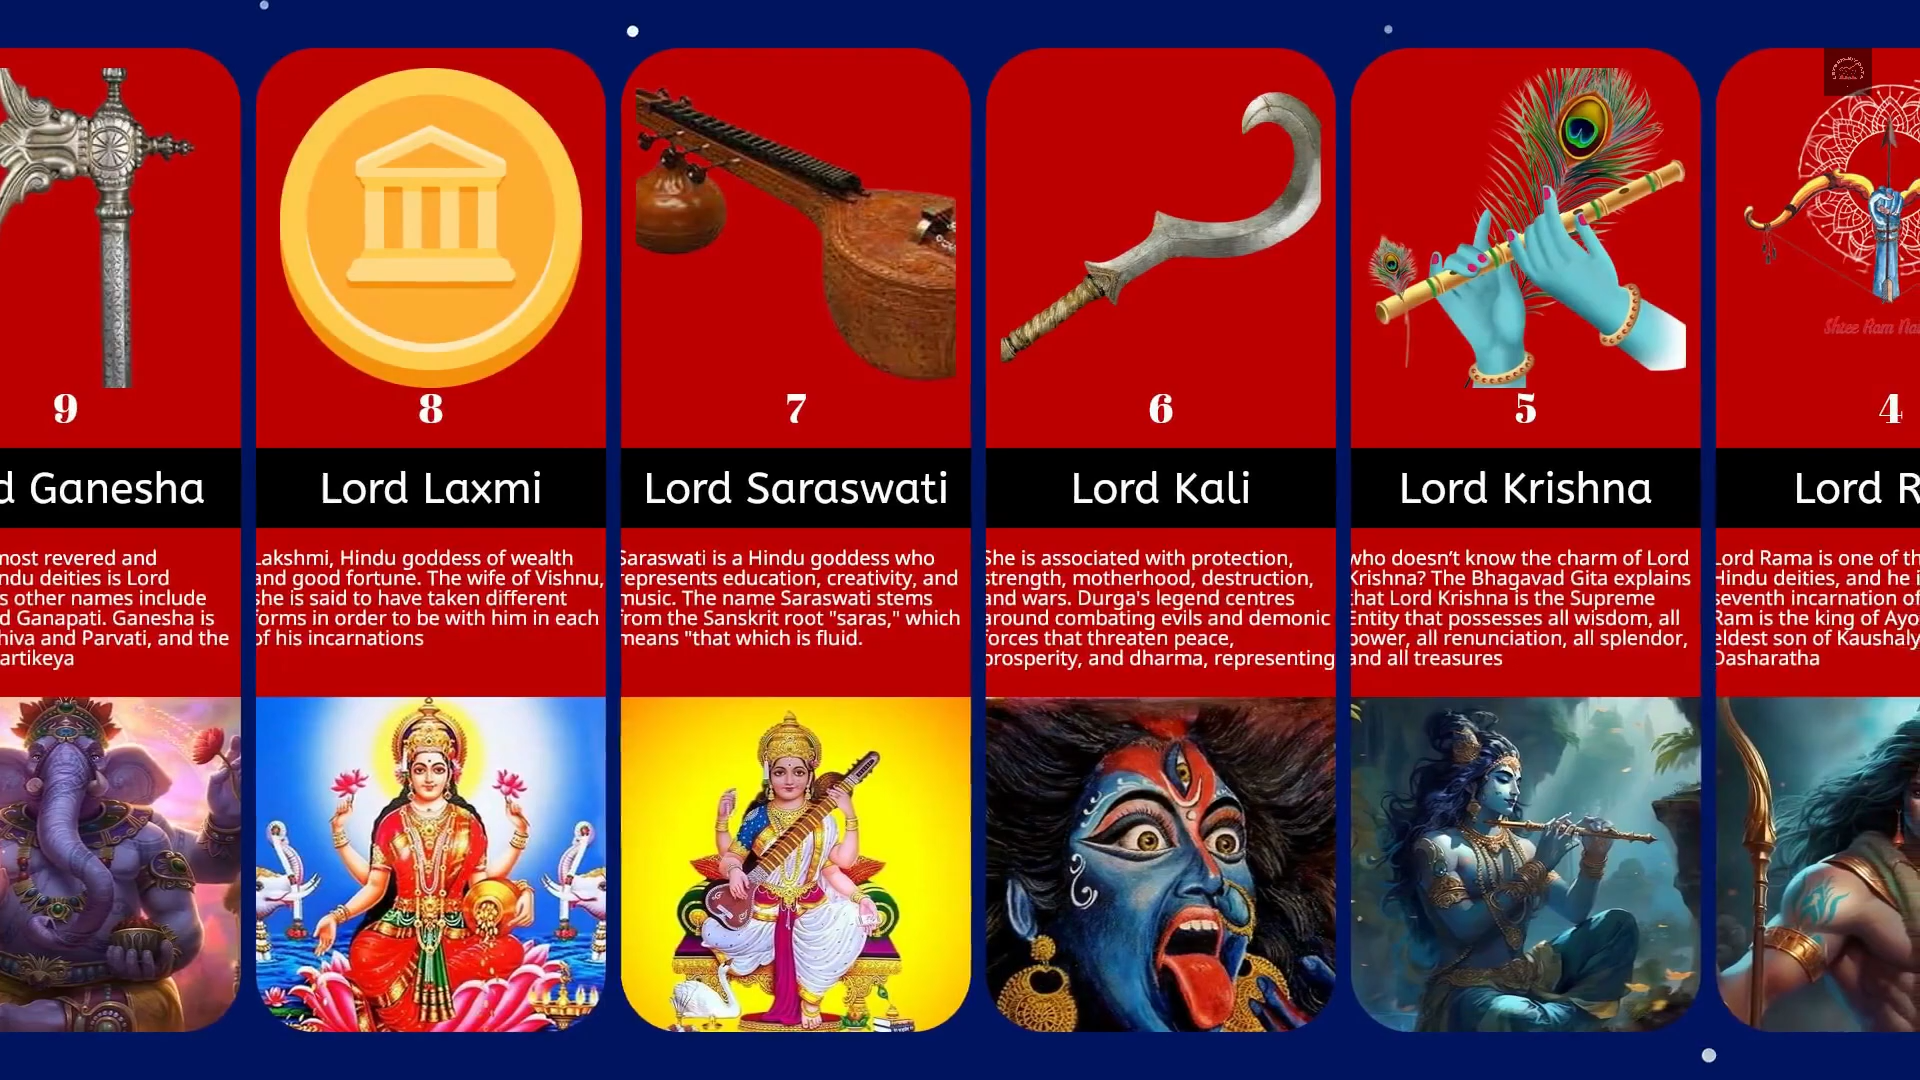 9
d Ganesha
most revered and
ndu deities is Lord
s other names include
d Ganapati. Ganesha is
hiva and Parvati, and the
artikeya
8
Lord Laxmi
Lakshmi, Hindu goddess of wealth
and good fortune. The wife of Vishnu,
she is said to have taken different
forms in order to be with him in each
of his incarnations
7
Lord Saraswati
Saraswati is a Hindu goddess who
represents education, creativity, and
music. The name Saraswati stems
from the Sanskrit root "saras," which
means "that which is fluid.
6
Lord Kali
She is associated with protection,
strength, motherhood, destruction,
and wars. Durga's legend centres
around combating evils and demonic
forces that threaten peace,
prosperity, and dharma, representing
5
Lord Krishna
who doesn’t know the charm of Lord
Krishna? The Bhagavad Gita explains
that Lord Krishna is the Supreme
Entity that possesses all wisdom, all
power, all renunciation, all splendor,
and all treasures
Shree Ram Na
4
Lord R
Lord Rama is one of th
Hindu deities, and he i
seventh incarnation of
Ram is the king of Ayo
eldest son of Kaushaly
Dasharatha